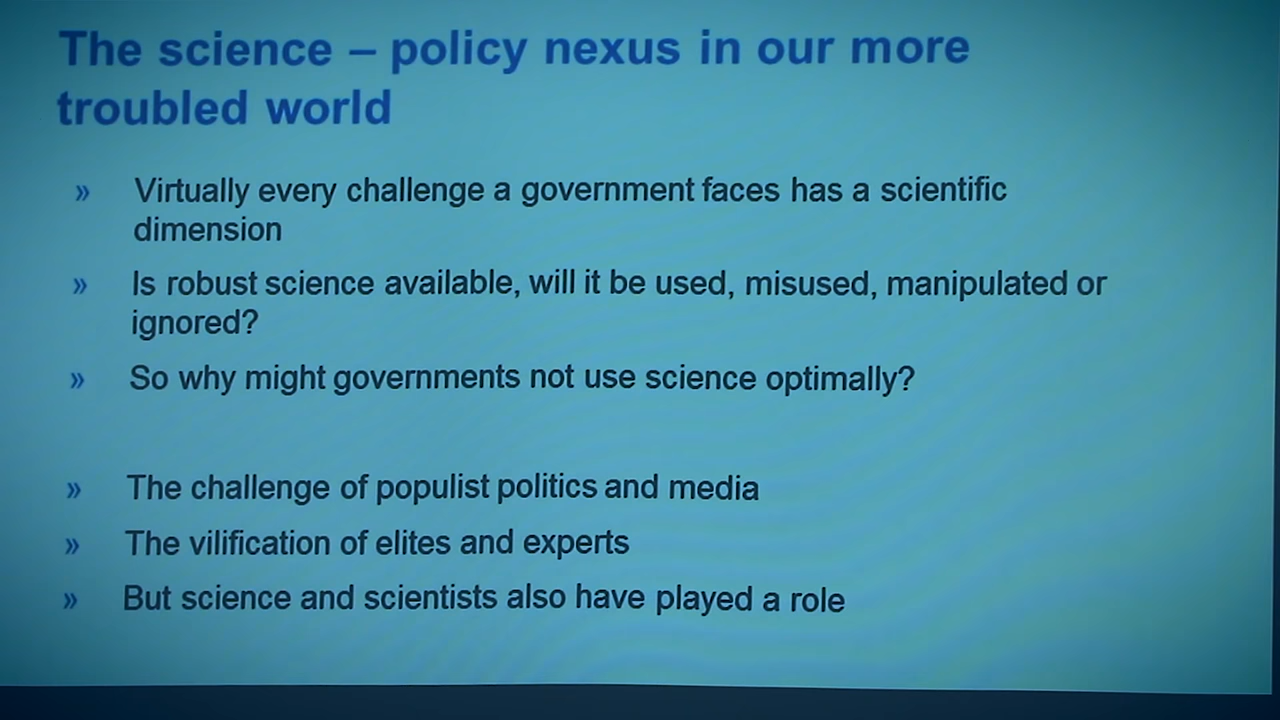 The science – policy nexus in our more
troubled world
» Virtually every challenge a government faces has a scientific
dimension
» Is robust science available, will it be used, misused, manipulated or
ignored?
» So why might governments not use science optimally?
» The challenge of populist politics and media
» The vilification of elites and experts
» But science and scientists also have played a role